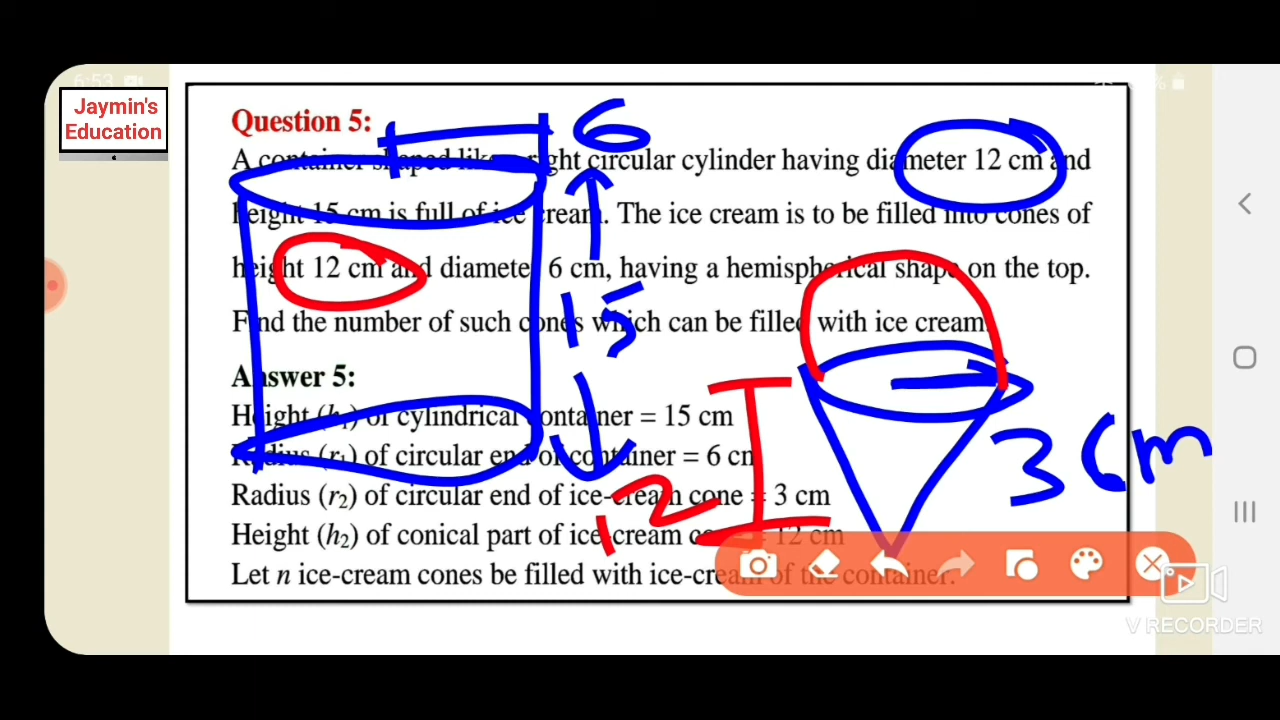 6:53
Jaymin's
Education
Question 5:
A container shaped like a right circular cylinder having diameter 12 cm and
height 15 cm is full of ice cream. The ice cream is to be filled into cones of
height 12 cm and diameter 6 cm, having a hemispherical shape on the top.
Find the number of such cones which can be filled with ice cream.
Answer 5:
Height (h₁) of cylindrical container = 15 cm
Radius (r₁) of circular end of container = 6 cm
Radius (r₂) of circular end of ice-cream cone = 3 cm
Height (h₂) of conical part of ice-cream cone = 12 cm
Let n ice-cream cones be filled with ice-cream of the container.
6
15
12
3 cm
V RECORDER